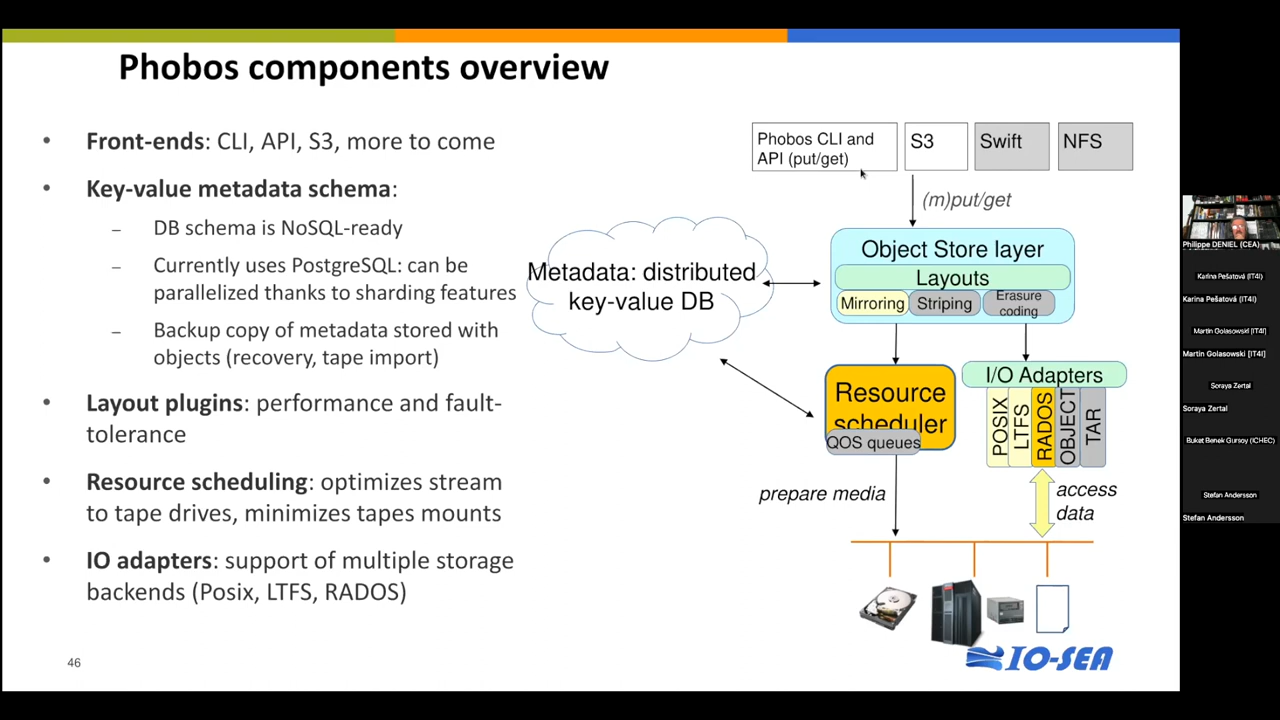 Phobos components overview
• Front-ends: CLI, API, S3, more to come
• Key-value metadata schema:
– DB schema is NoSQL-ready
– Currently uses PostgreSQL: can be
parallelized thanks to sharding features
– Backup copy of metadata stored with
objects (recovery, tape import)
• Layout plugins: performance and fault-
tolerance
• Resource scheduling: optimizes stream
to tape drives, minimizes tapes mounts
• IO adapters: support of multiple storage
backends (Posix, LTFS, RADOS)
46
Phobos CLI and
API (put/get)
S3
Swift
NFS
(m)put/get
Metadata: distributed
key-value DB
Object Store layer
Layouts
Mirroring
Striping
Erasure
coding
Resource
scheduler
QOS queues
I/O Adapters
POSIX
LTFS
RADOS
OBJECT
TAR
prepare media
access
data
IO-SEA
Philippe DENIEL (CEA)
Karina Pešatová (IT4I)
Karina Pešatová (IT4I)
Martin Golasowski [IT4I]
Martin Golasowski [IT4I]
Soraya Zertal
Soraya Zertal
Buket Benek Gursoy (ICHEC)
Stefan Andersson
Stefan Andersson